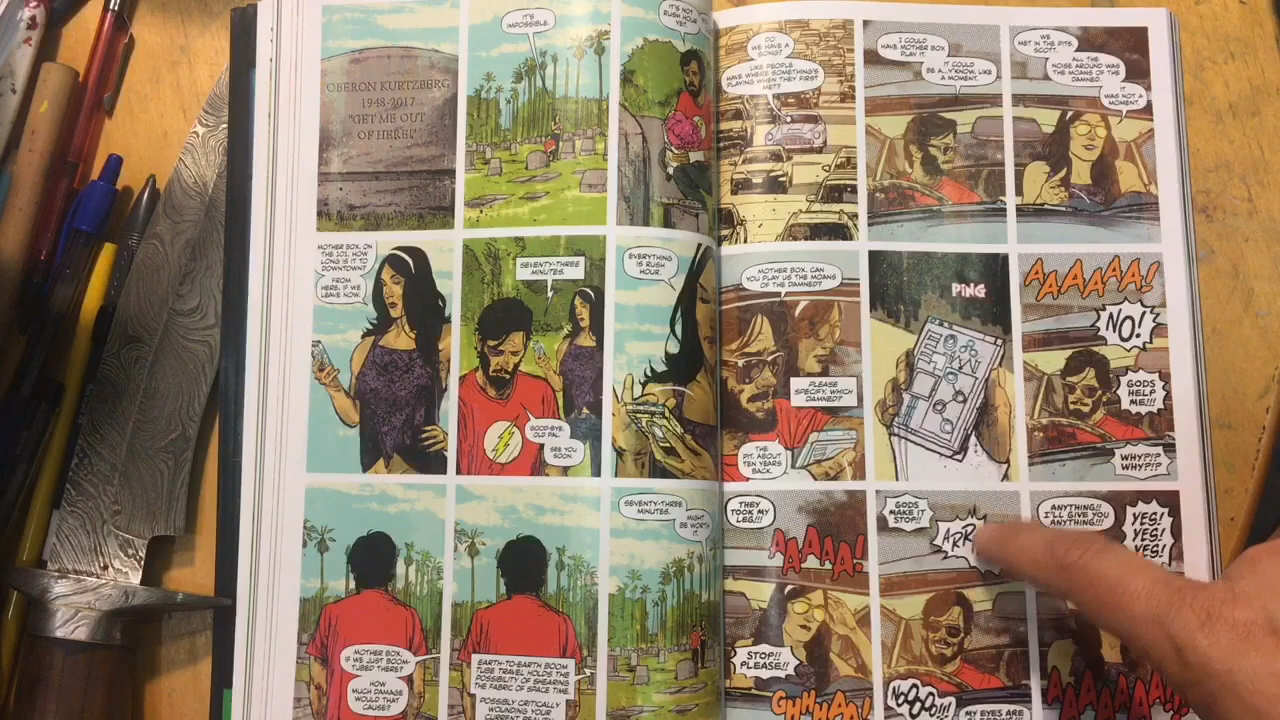 OBERON KURTZBERG
1948-2017
"GET ME OUT
OF HERE!"
IT'S
IMPOSSIBLE.
IT'S NOT
RUSH HOUR
YET.
MOTHER BOX, ON
THE 101, HOW
LONG IS IT TO
DOWNTOWN?
FROM
HERE, IF WE
LEAVE NOW.
SEVENTY-THREE
MINUTES.
GOOD-BYE,
OLD PAL.
SEE YOU
SOON.
EVERYTHING
IS RUSH
HOUR.
MOTHER BOX,
IF WE JUST BOOM-
TUBED THERE?
HOW
MUCH DAMAGE
WOULD THAT
CAUSE?
EARTH-TO-EARTH BOOM
TUBE TRAVEL HOLDS THE
POSSIBILITY OF SHEARING
THE FABRIC OF SPACE TIME.
POSSIBLY CRITICALLY
WOUNDING YOUR
CURRENT REALITY
SEVENTY-THREE
MINUTES.
MIGHT
BE WORTH
IT.
DO
WE HAVE A
SONG?
LIKE PEOPLE
HAVE WHERE SOMETHING'S
PLAYING WHEN THEY FIRST
MET?
I COULD
HAVE MOTHER BOX
PLAY IT.
IT COULD
BE A...Y'KNOW, LIKE
A MOMENT.
WE
MET IN THE PITS,
SCOTT.
ALL THE
NOISE AROUND WAS
THE MOANS OF THE
DAMNED.
IT
WAS NOT A
MOMENT.
MOTHER BOX, CAN
YOU PLAY US THE MOANS
OF THE DAMNED?
PLEASE
SPECIFY, WHICH
DAMNED?
THE
PIT, ABOUT
TEN YEARS
BACK.
PING
AAAAAA!
NO!
GODS
HELP
ME!!!
WHY?!?
WHY?!?
THEY
TOOK MY
LEG!!!
AAAAA!
STOP!!
PLEASE!!
GHHHAA!
GODS
MAKE IT
STOP!!
ARR
NOOOO!!!
MY EYES ARE
ANYTHING!!
I'LL GIVE YOU
ANYTHING!!!
YES!
YES!
YES!